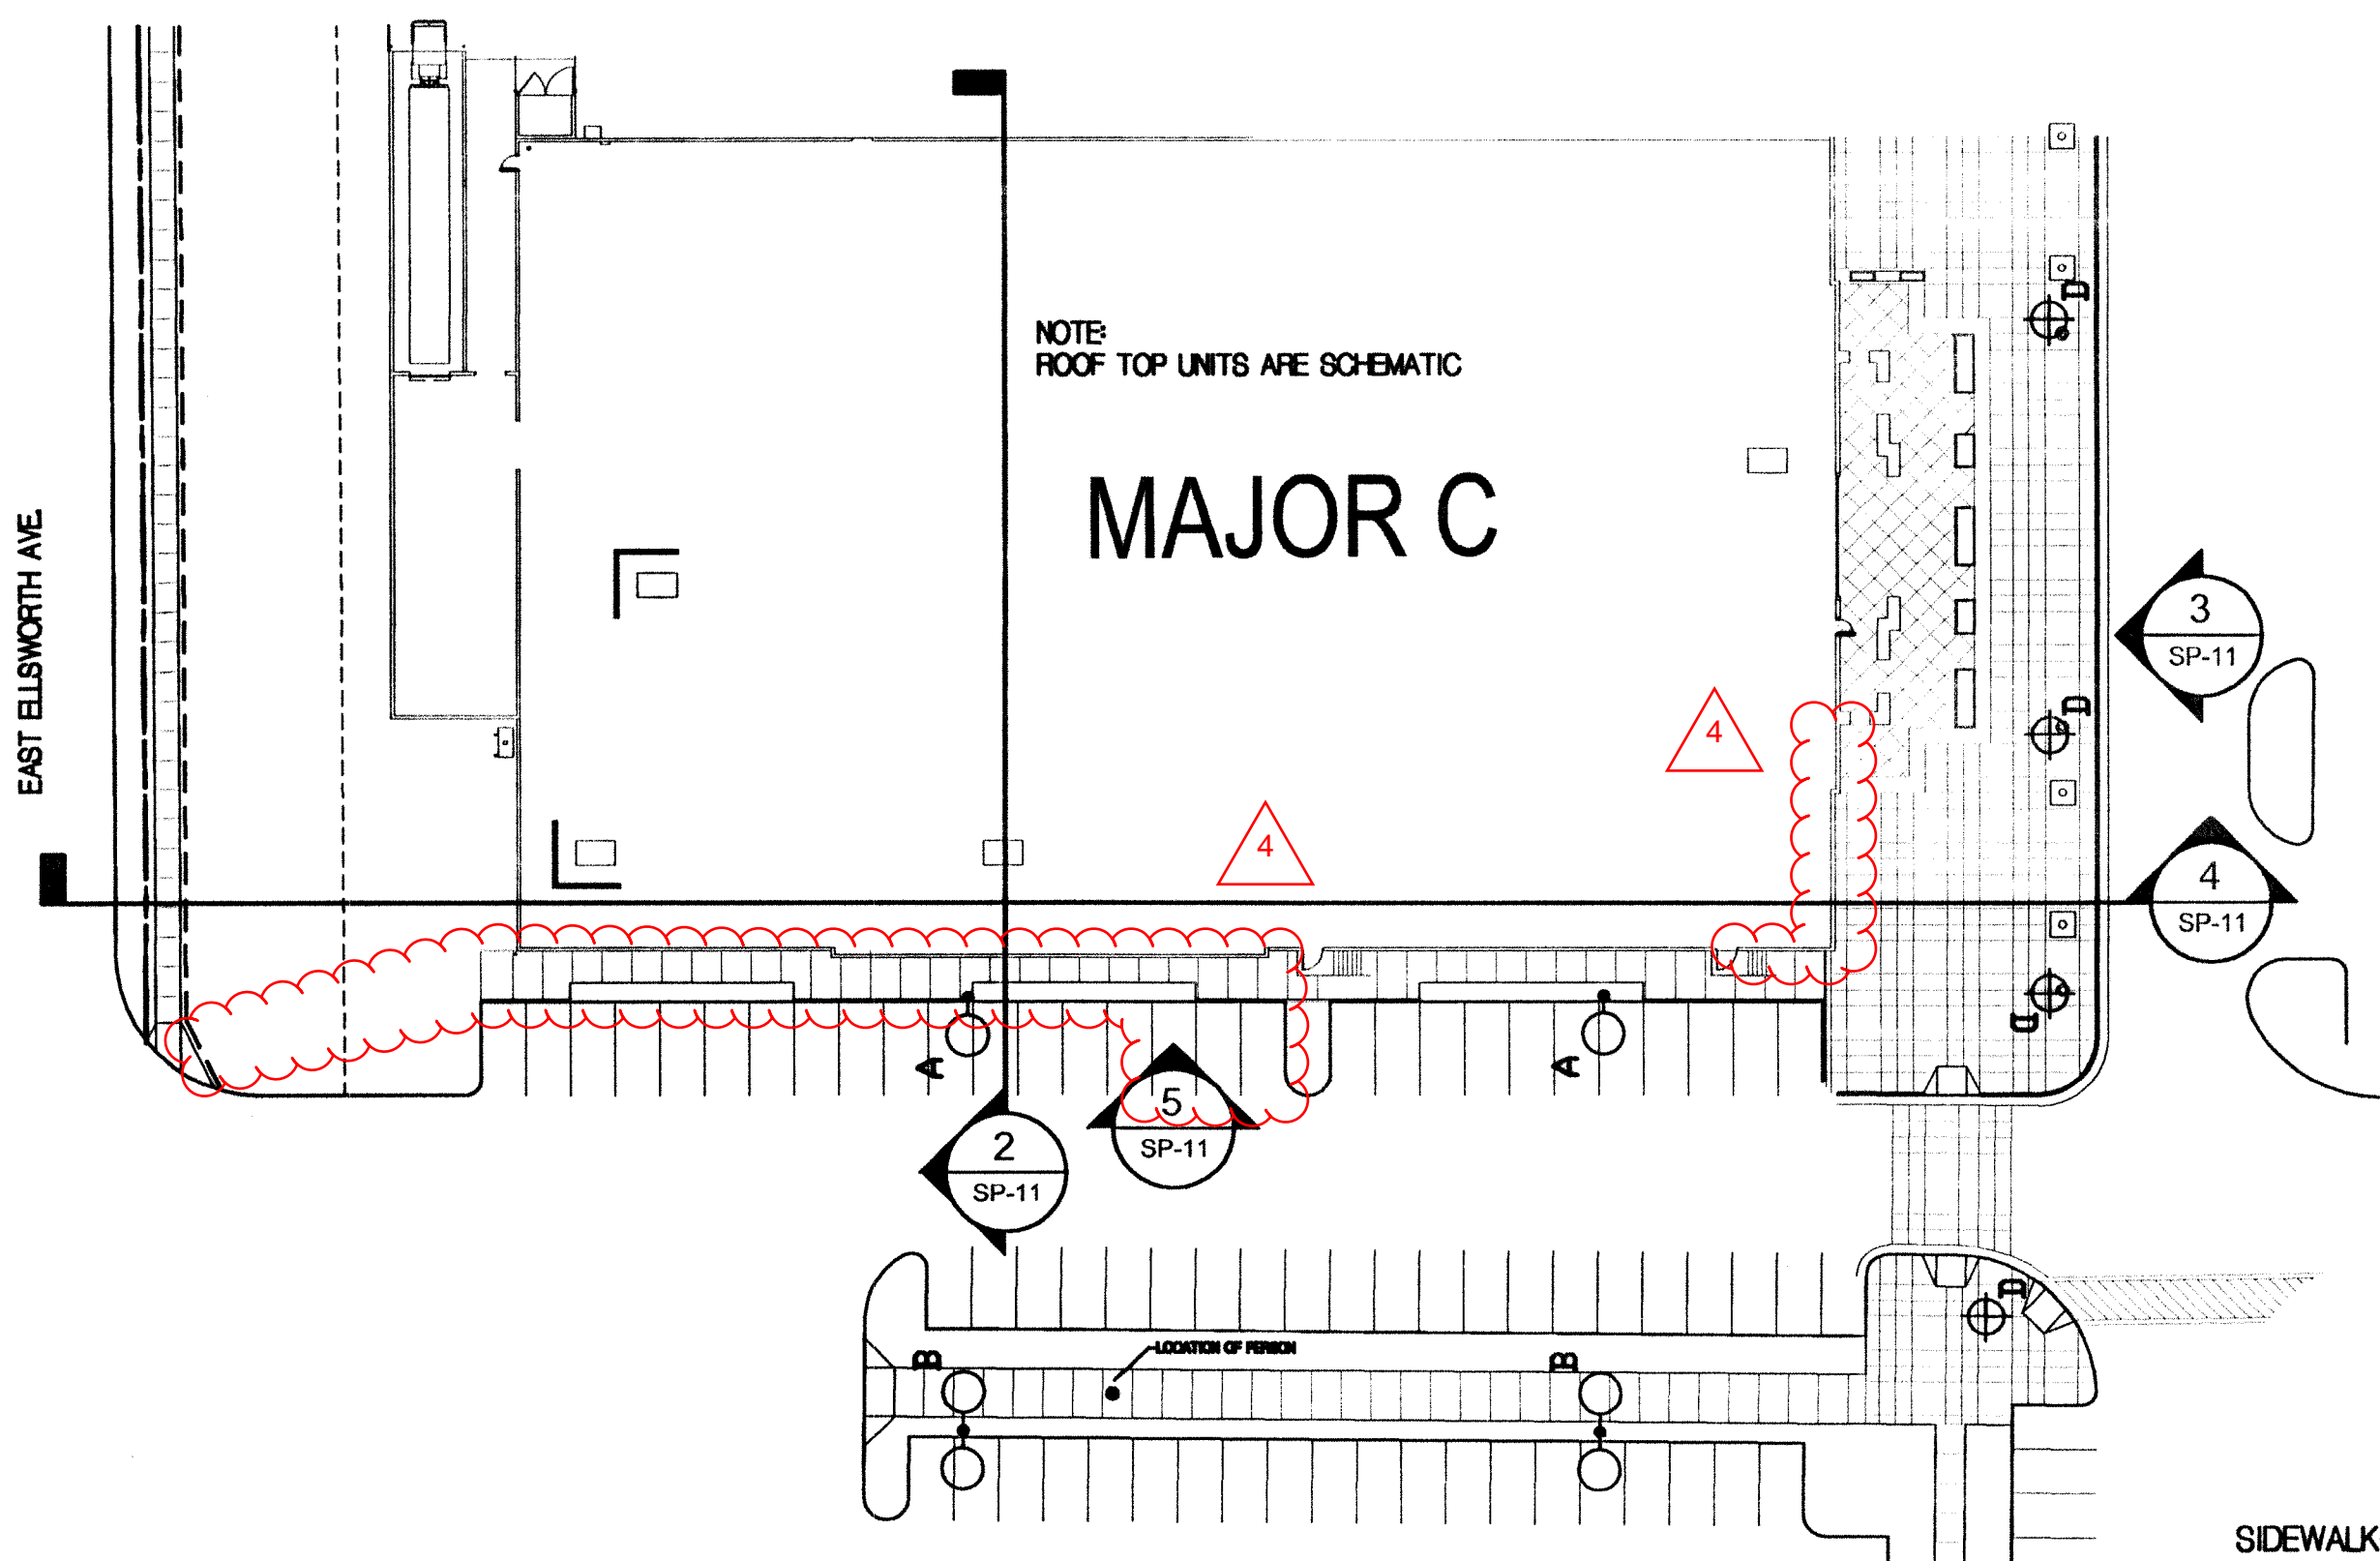 NOTE:
ROOF TOP UNITS ARE SCHEMATIC
MAJOR C
EAST ELLSWORTH AVE.
D
3
SP-11
4
D
4
4
SP-11
D
A
A
5
SP-11
2
SP-11
D
LOCATION OF PERSON
B
B
SIDEWALK